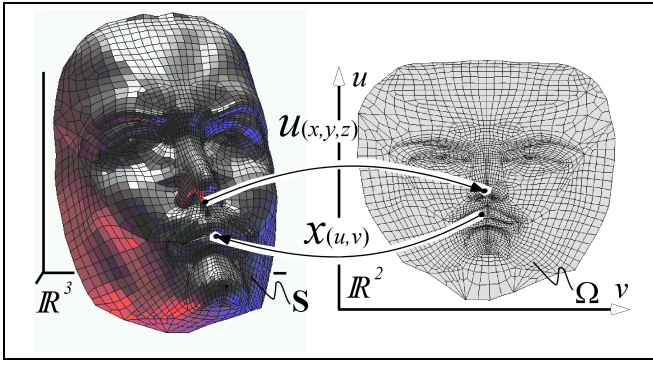 u
u(x,y,z)
x(u,v)
ℝ³
S
ℝ²
Ω
v